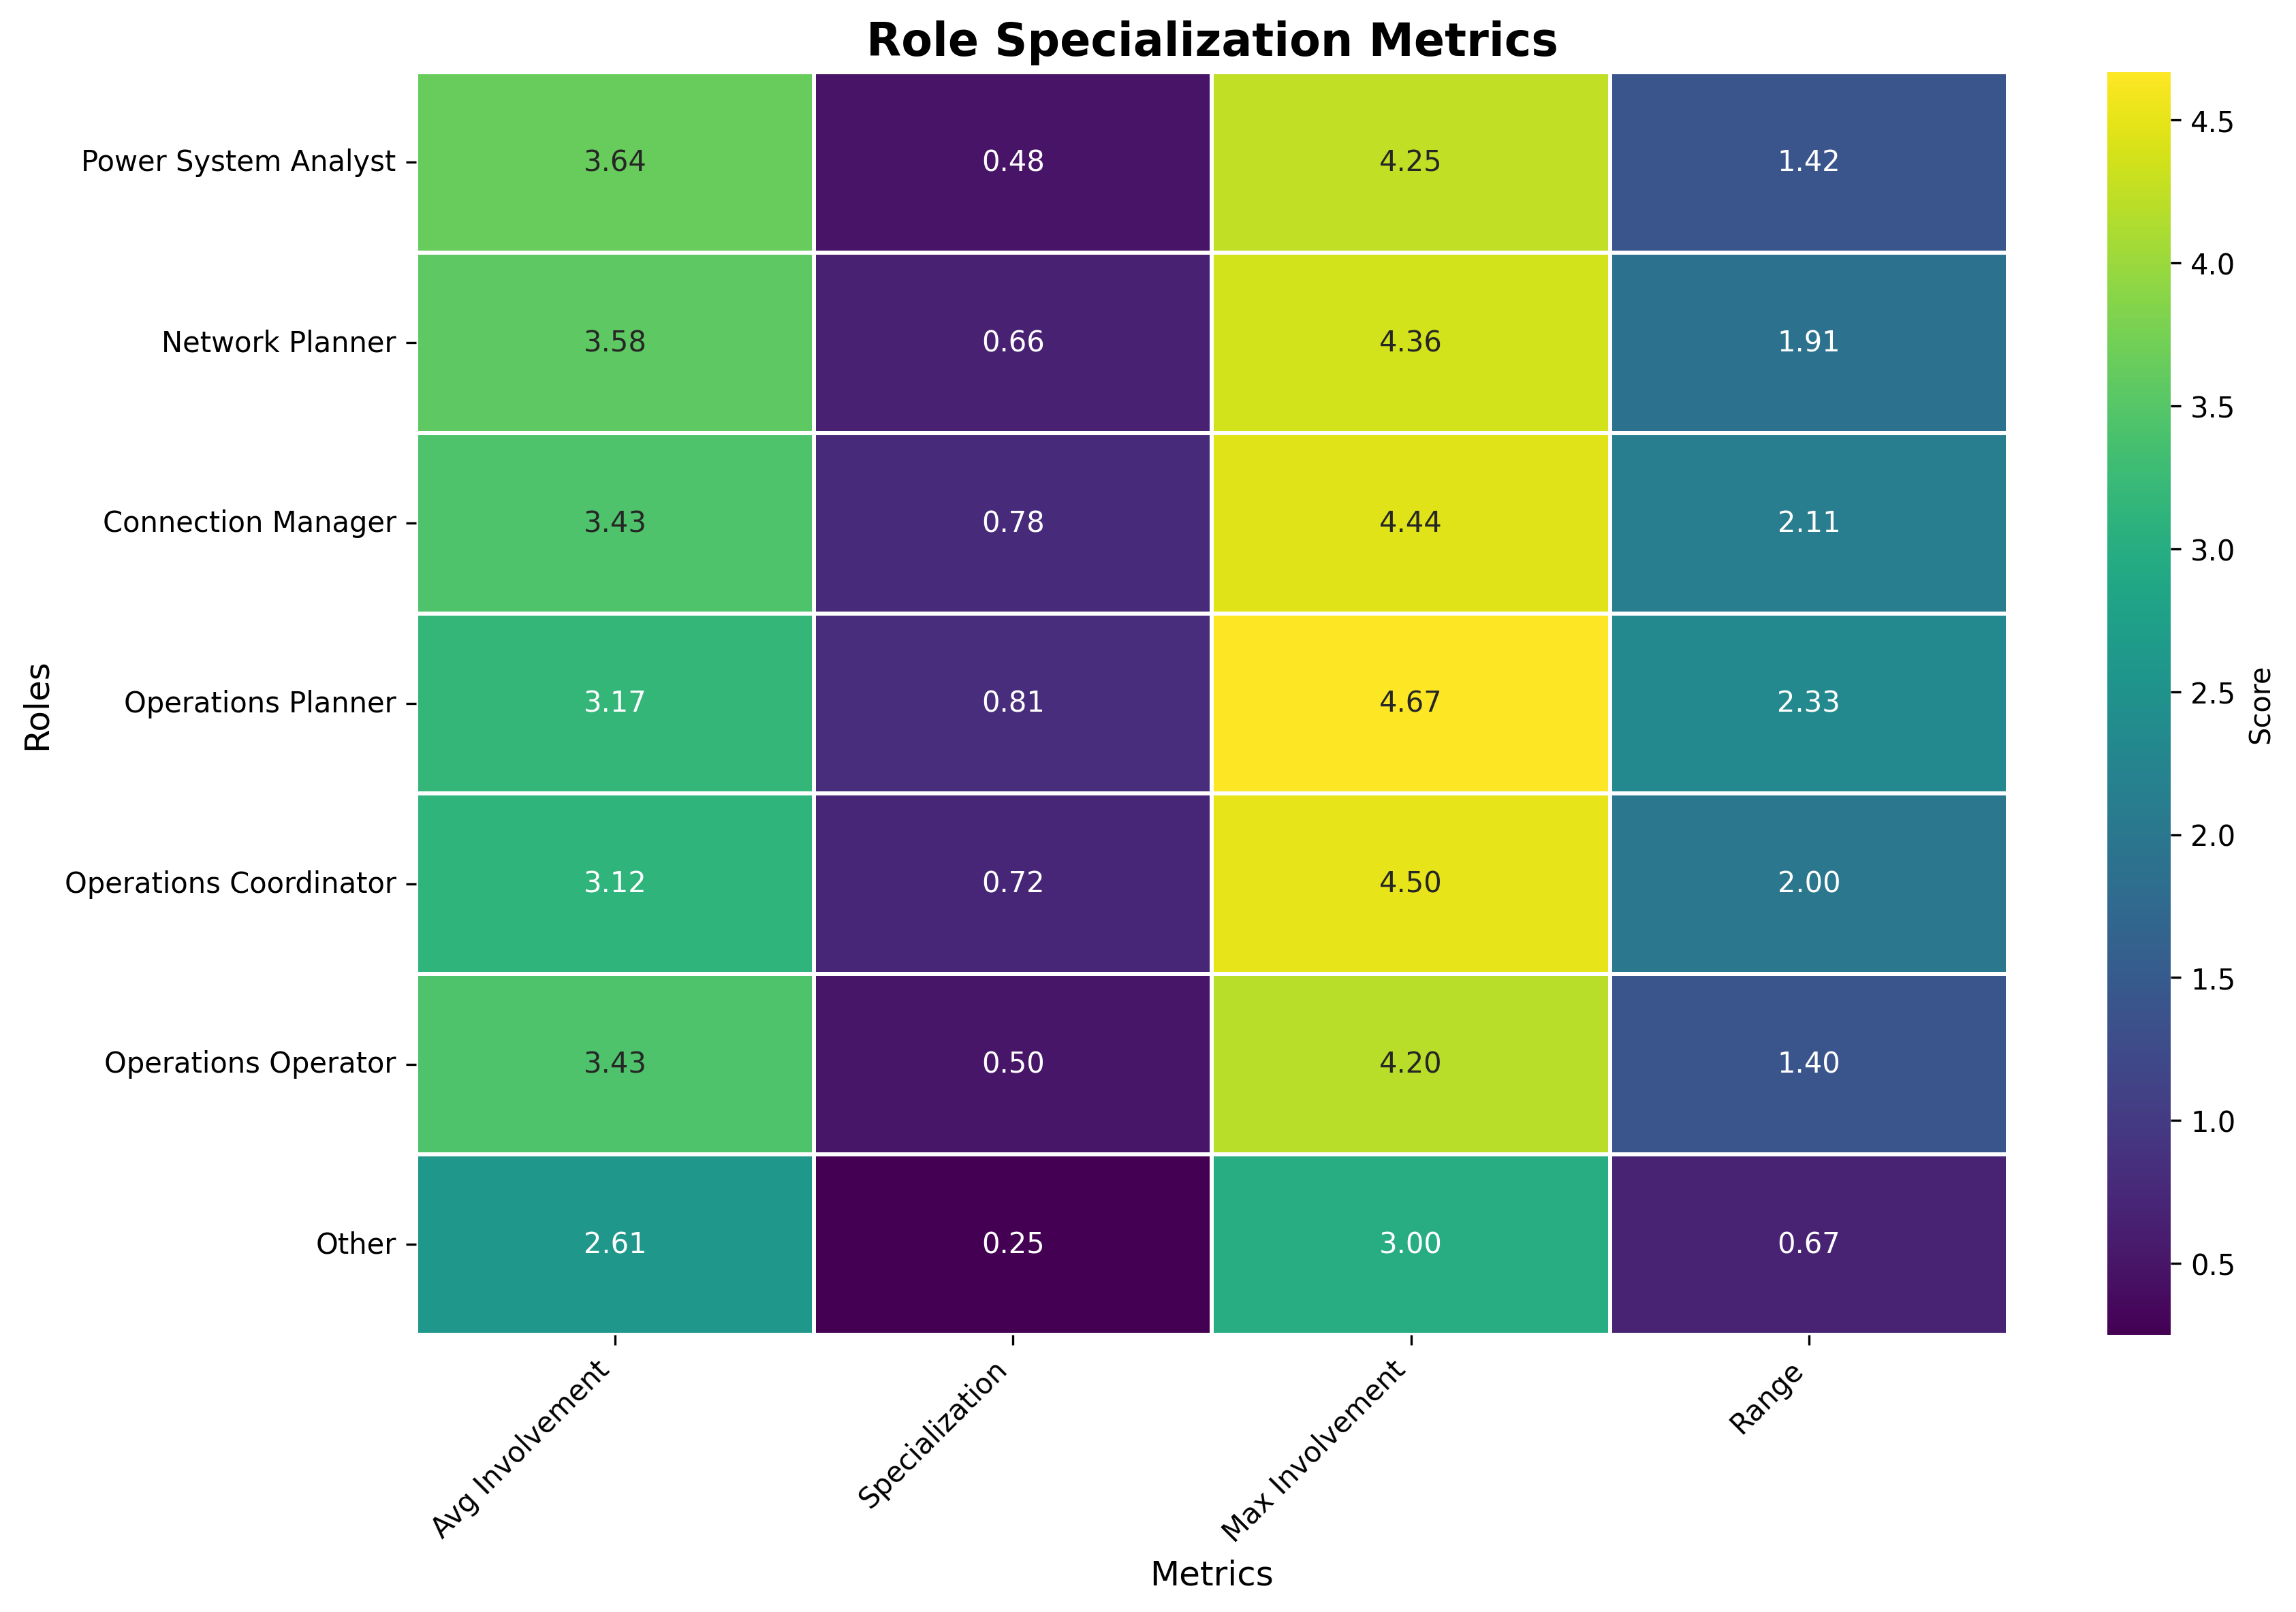 Role Specialization Metrics
Roles
Power System Analyst 3.64 0.48 4.25 1.42
Network Planner 3.58 0.66 4.36 1.91
Connection Manager 3.43 0.78 4.44 2.11
Operations Planner 3.17 0.81 4.67 2.33
Operations Coordinator 3.12 0.72 4.50 2.00
Operations Operator 3.43 0.50 4.20 1.40
Other 2.61 0.25 3.00 0.67
Avg Involvement
Specialization
Max Involvement
Range
Metrics
4.5
4.0
3.5
3.0
2.5
2.0
1.5
1.0
0.5
Score